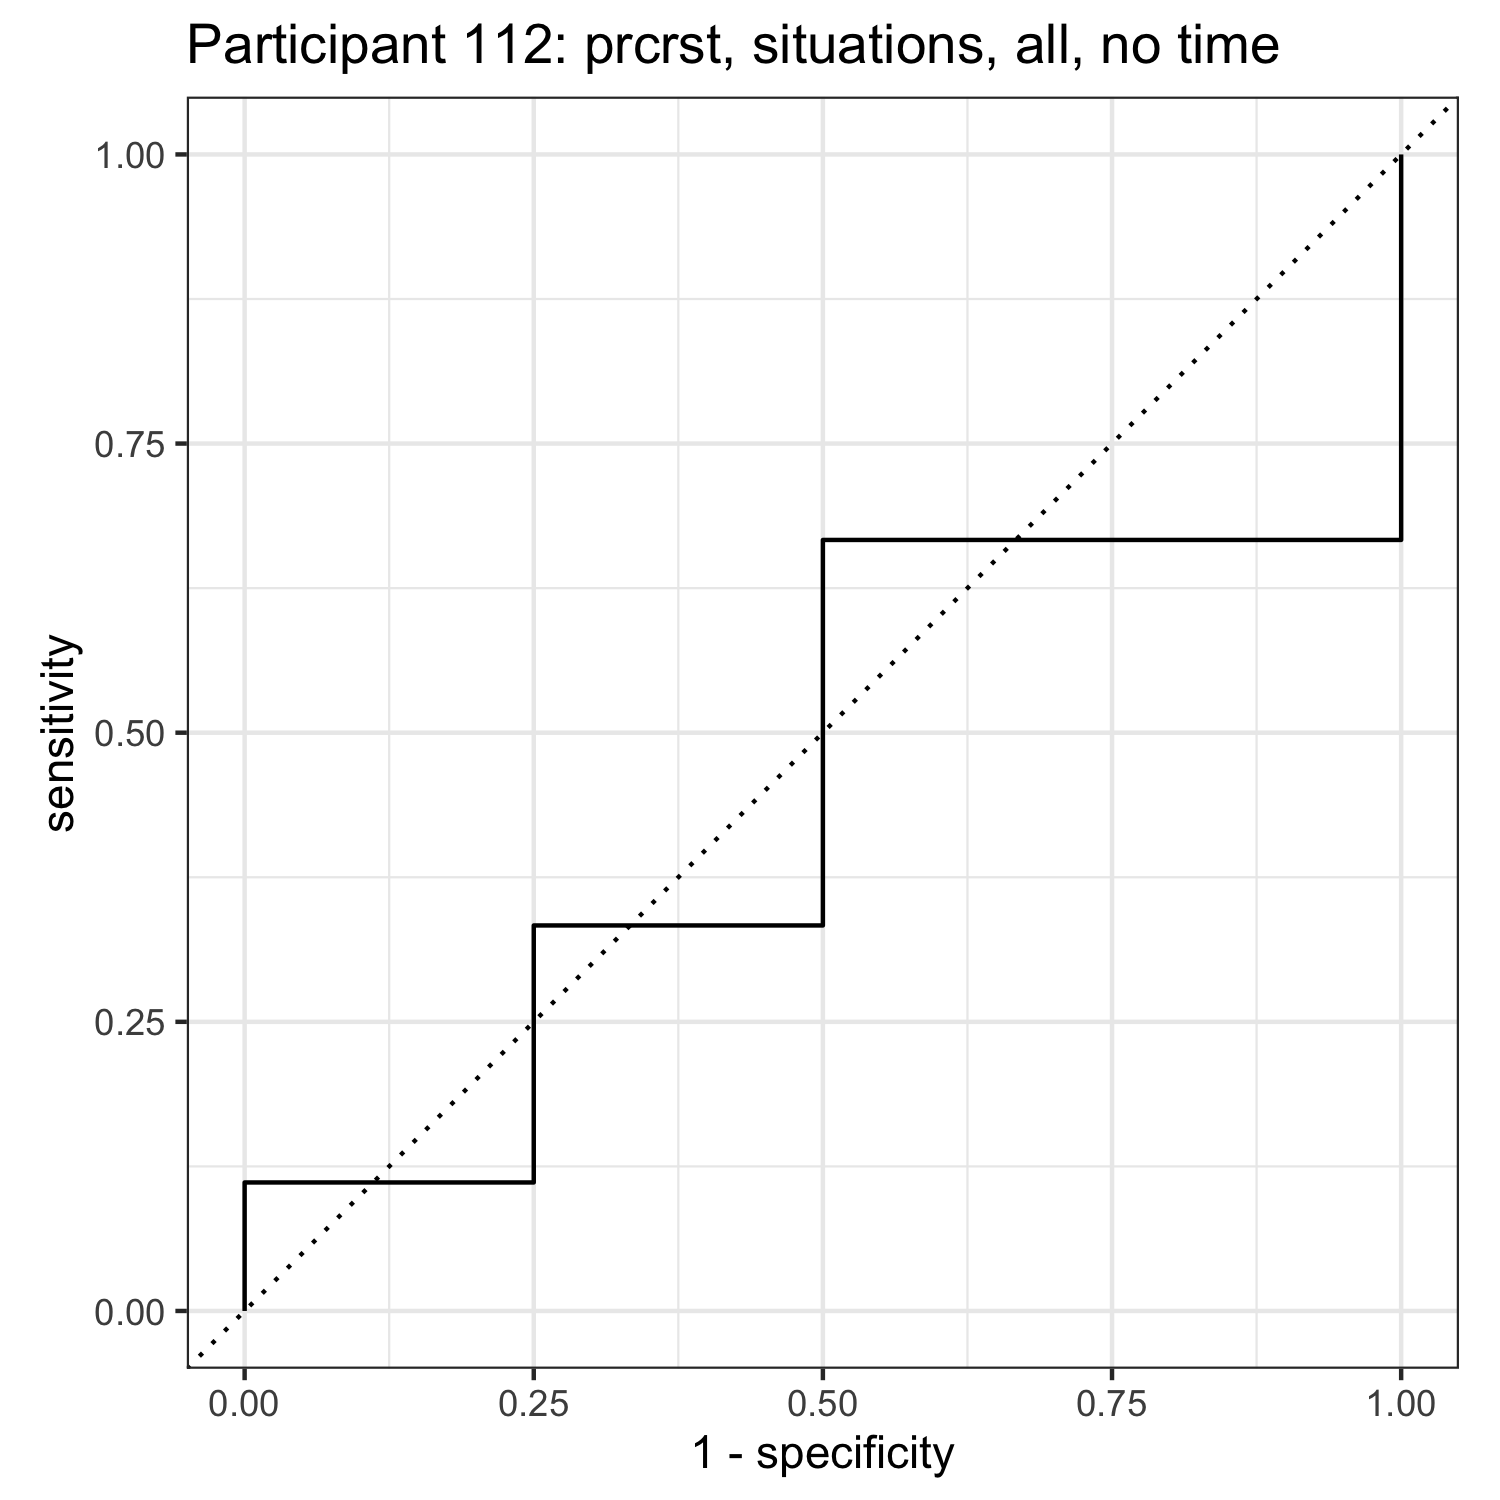 Participant 112: prcrst, situations, all, no time
1.00
0.75
0.50
0.25
0.00
sensitivity
0.00 0.25 0.50 0.75 1.00
1 - specificity